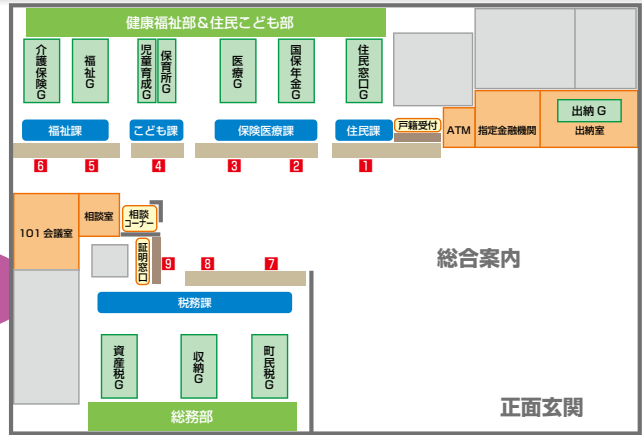 健康福祉部&住民こども部
介護保険G
福祉G
児童育成G
保育所G
医療G
国保年金G
住民窓口G
出納G
福祉課
こども課
保険医療課
住民課
戸籍受付
ATM
指定金融機関
出納室
6
5
4
3
2
1
101会議室
相談室
相談
コーナー
証明窓口
9
8
7
総合案内
税務課
資産税G
収納G
町民税G
総務部
正面玄関